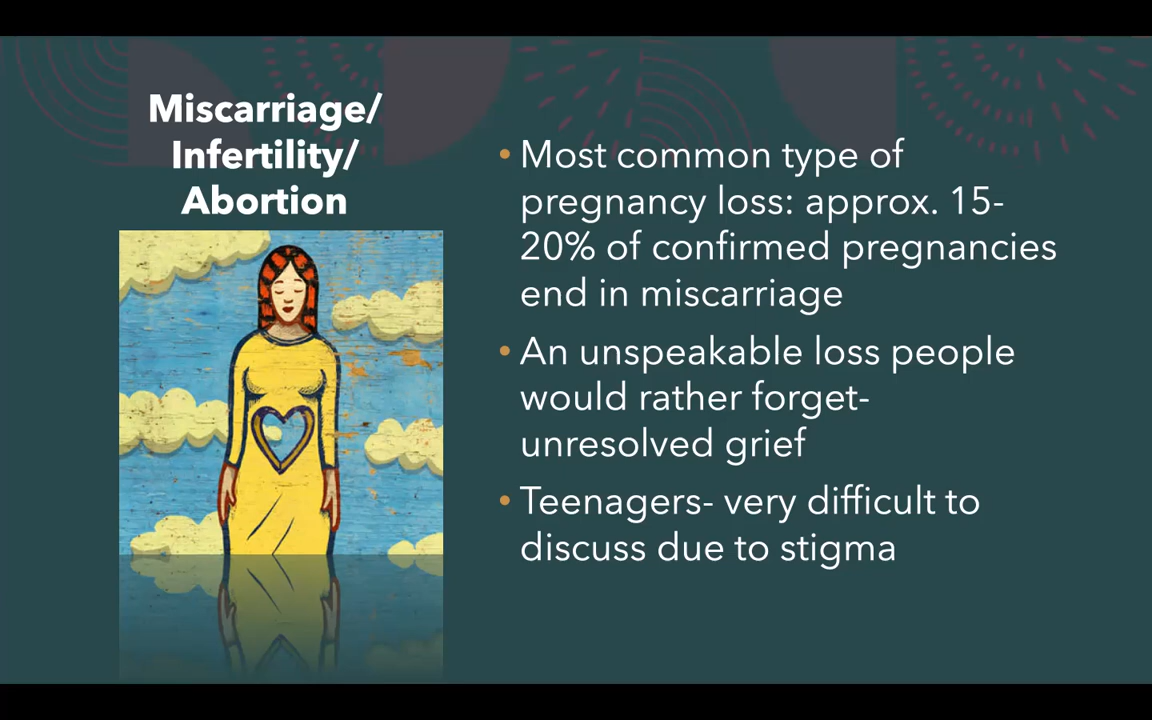 Miscarriage/
Infertility/
Abortion
• Most common type of
pregnancy loss: approx. 15-
20% of confirmed pregnancies
end in miscarriage
• An unspeakable loss people
would rather forget-
unresolved grief
• Teenagers- very difficult to
discuss due to stigma